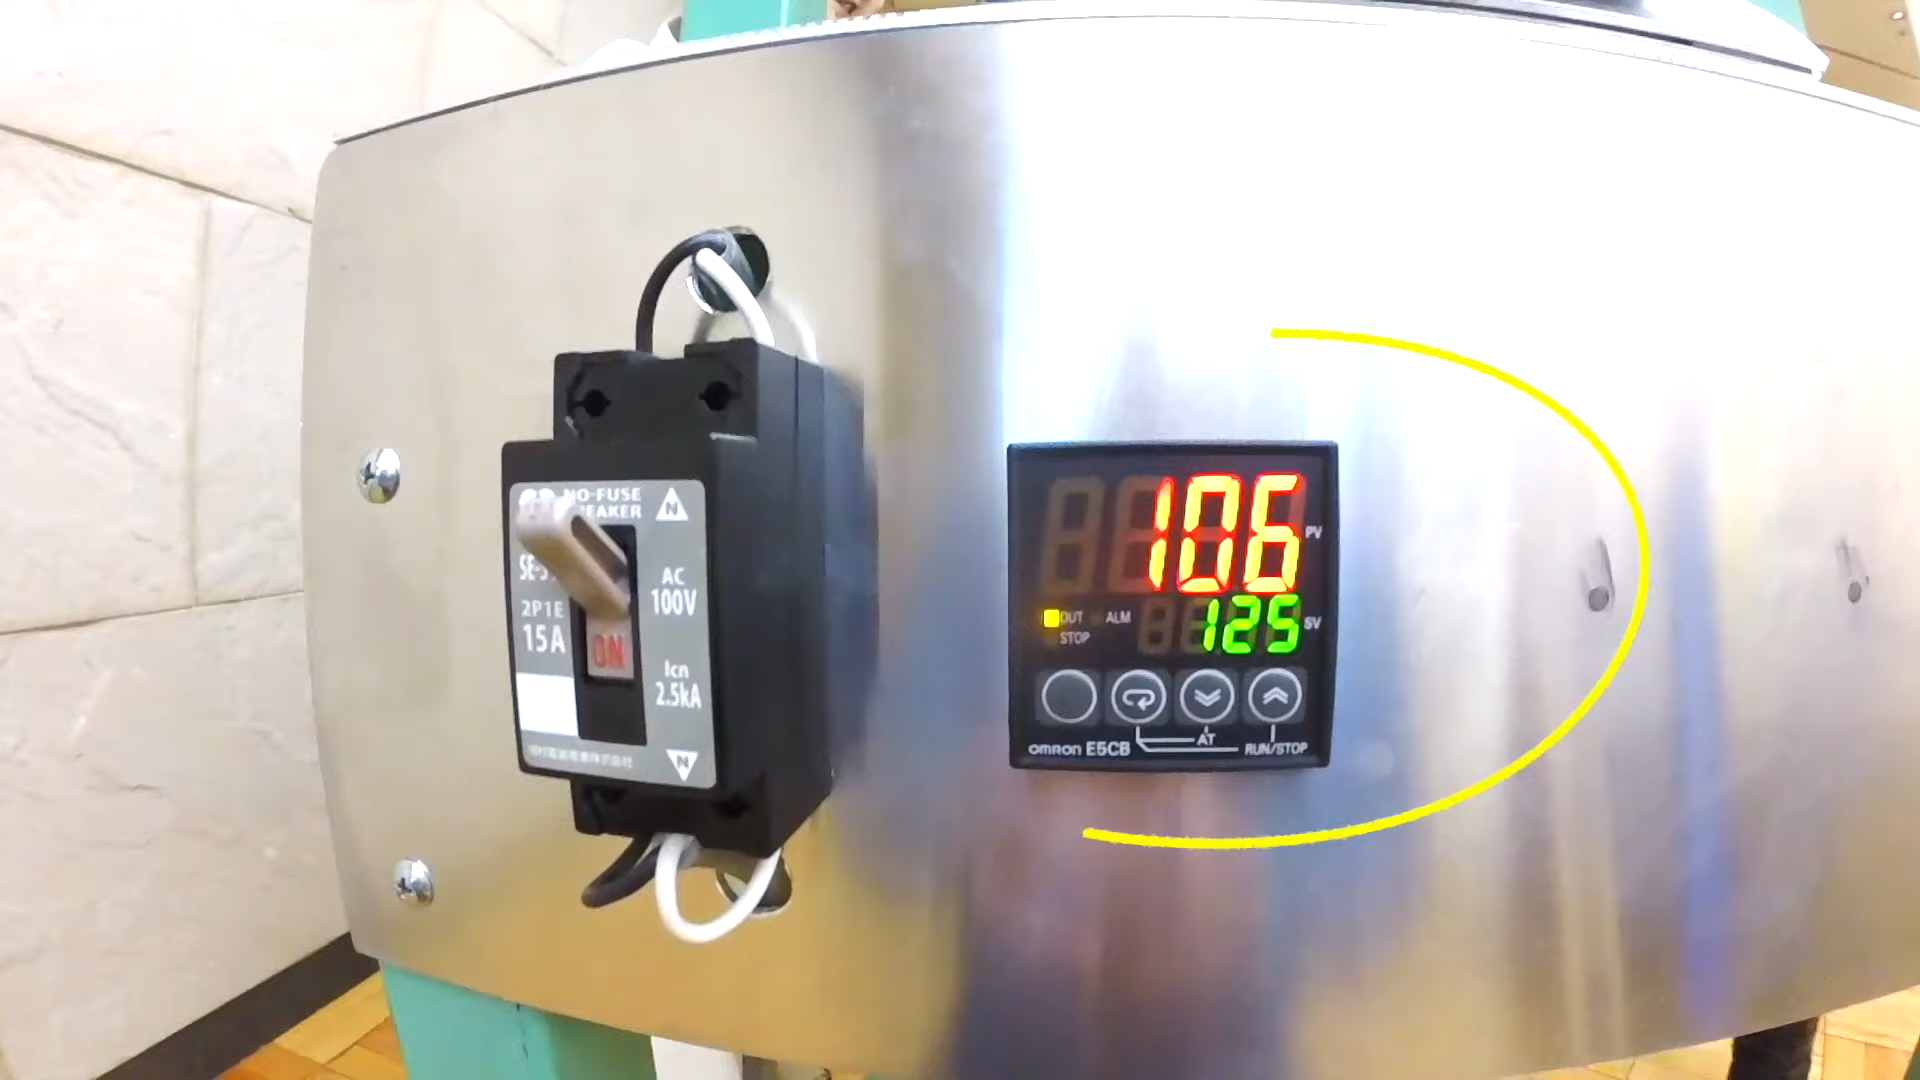 NO-FUSE
BREAKER
N
AC
100V
2P1E
15A
ON
Icn
2.5kA
N
106
PV
OUT
ALM
125
SV
STOP
AT
omron E5CB
RUN/STOP